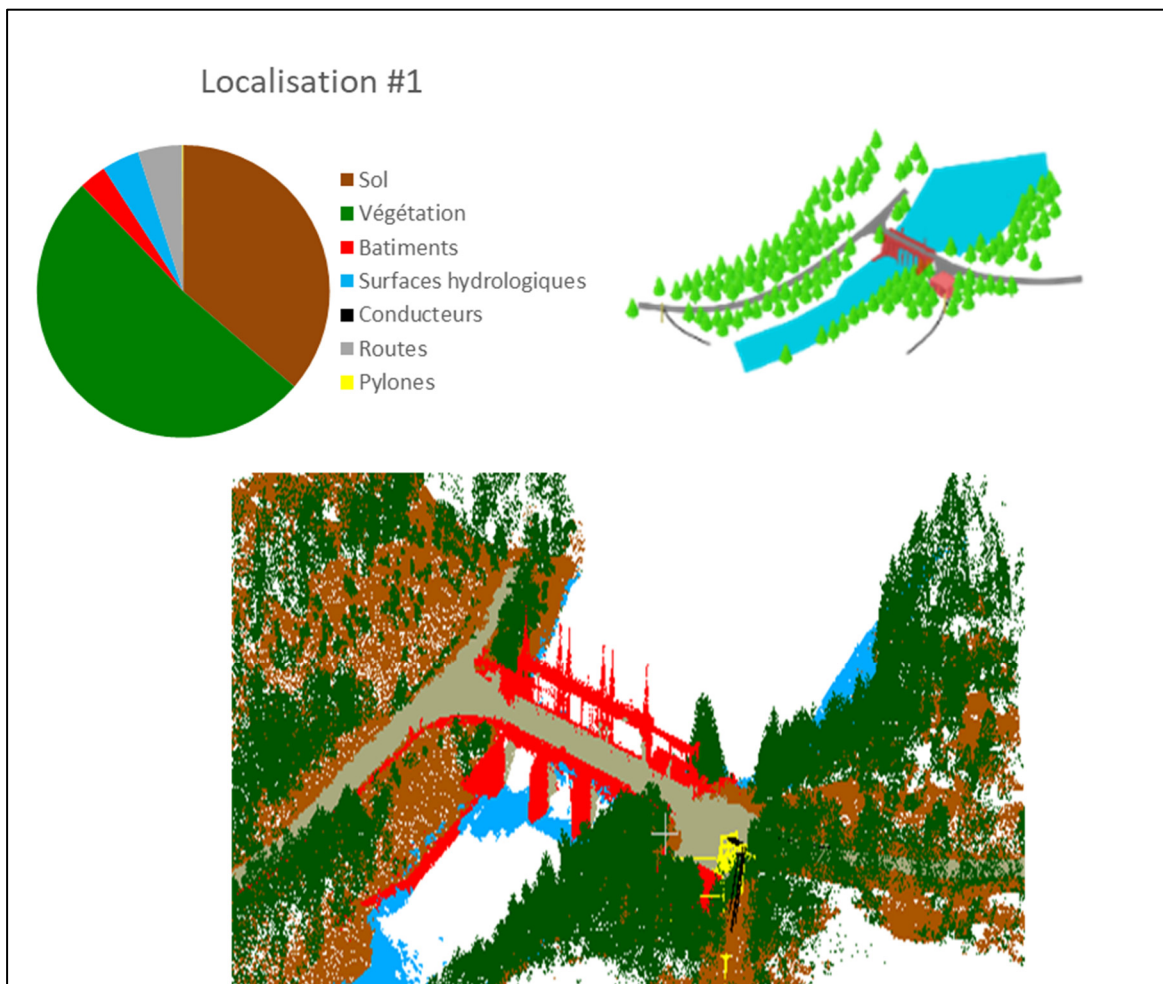 Localisation #1
Sol
Végétation
Batiments
Surfaces hydrologiques
Conducteurs
Routes
Pylones